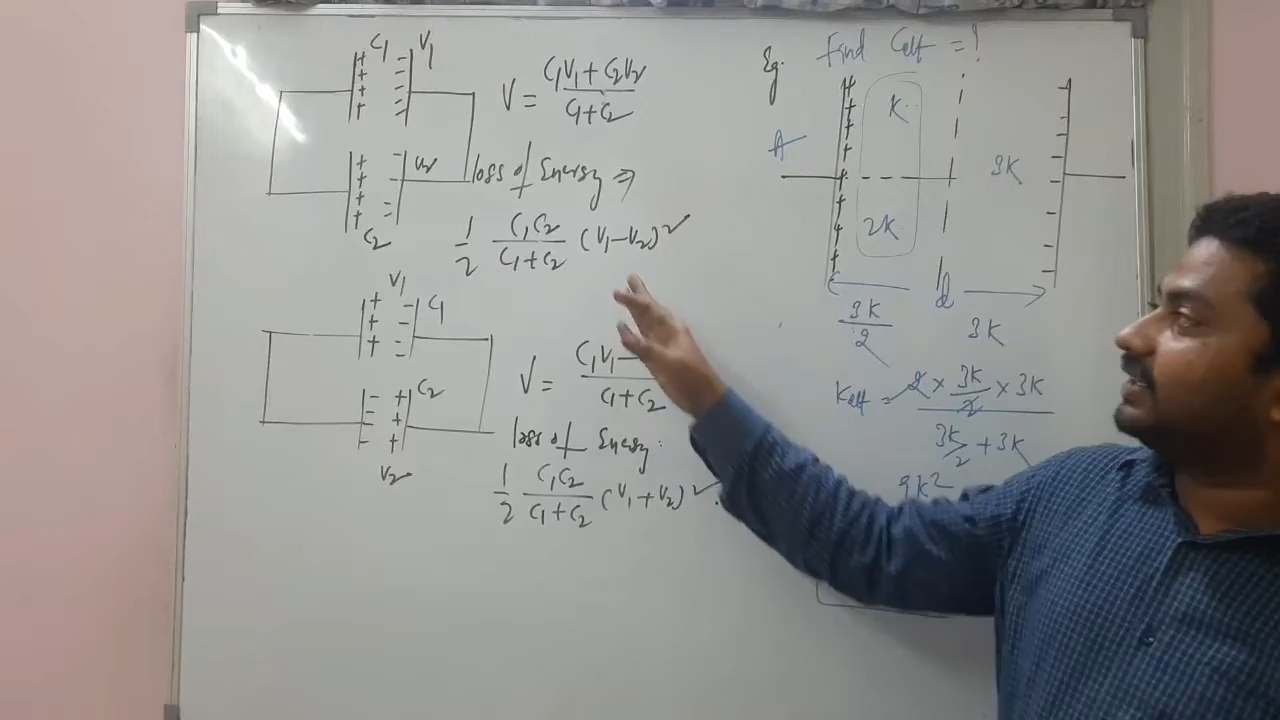 C1 V1
V = C1V1 + C2V2 / C1+C2
V2
C2
loss of Energy ⇒
1/2 C1C2 / C1+C2 (V1-V2)² ✓
V1 C1
C2
V2
V = C1V1 - / C1+C2
loss of Energy:
1/2 C1C2 / C1+C2 (V1+V2)² ✓
Eg. Find Ceff = ?
A
K
2K
3K
d
3K/2 3K
Keff = 2 × 3K/2 × 3K / 3K/2 + 3K
9K²